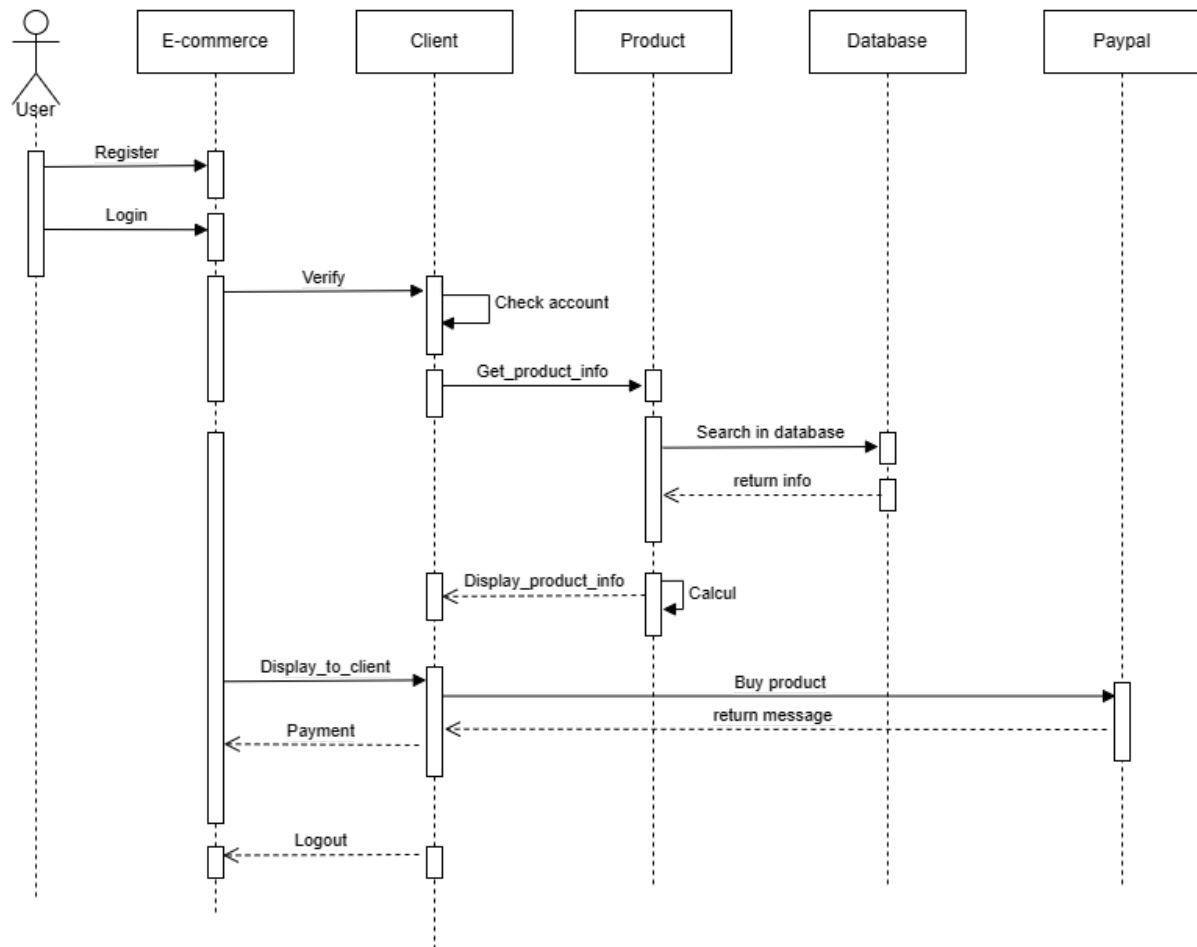 E-commerce
Client
Product
Database
Paypal
User
Register
Login
Verify
Check account
Get_product_info
Search in database
return info
Display_product_info
Calcul
Display_to_client
Buy product
return message
Payment
Logout